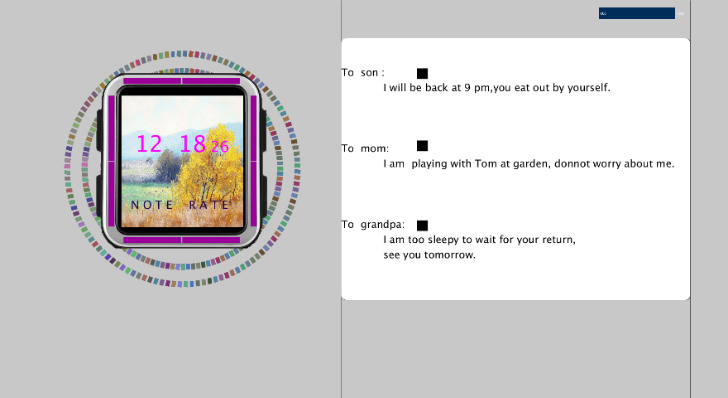 12 18 26
NOTE RATE
To son :
I will be back at 9 pm,you eat out by yourself.
To mom:
I am playing with Tom at garden, donnot worry about me.
To grandpa:
I am too sleepy to wait for your return,
see you tomorrow.